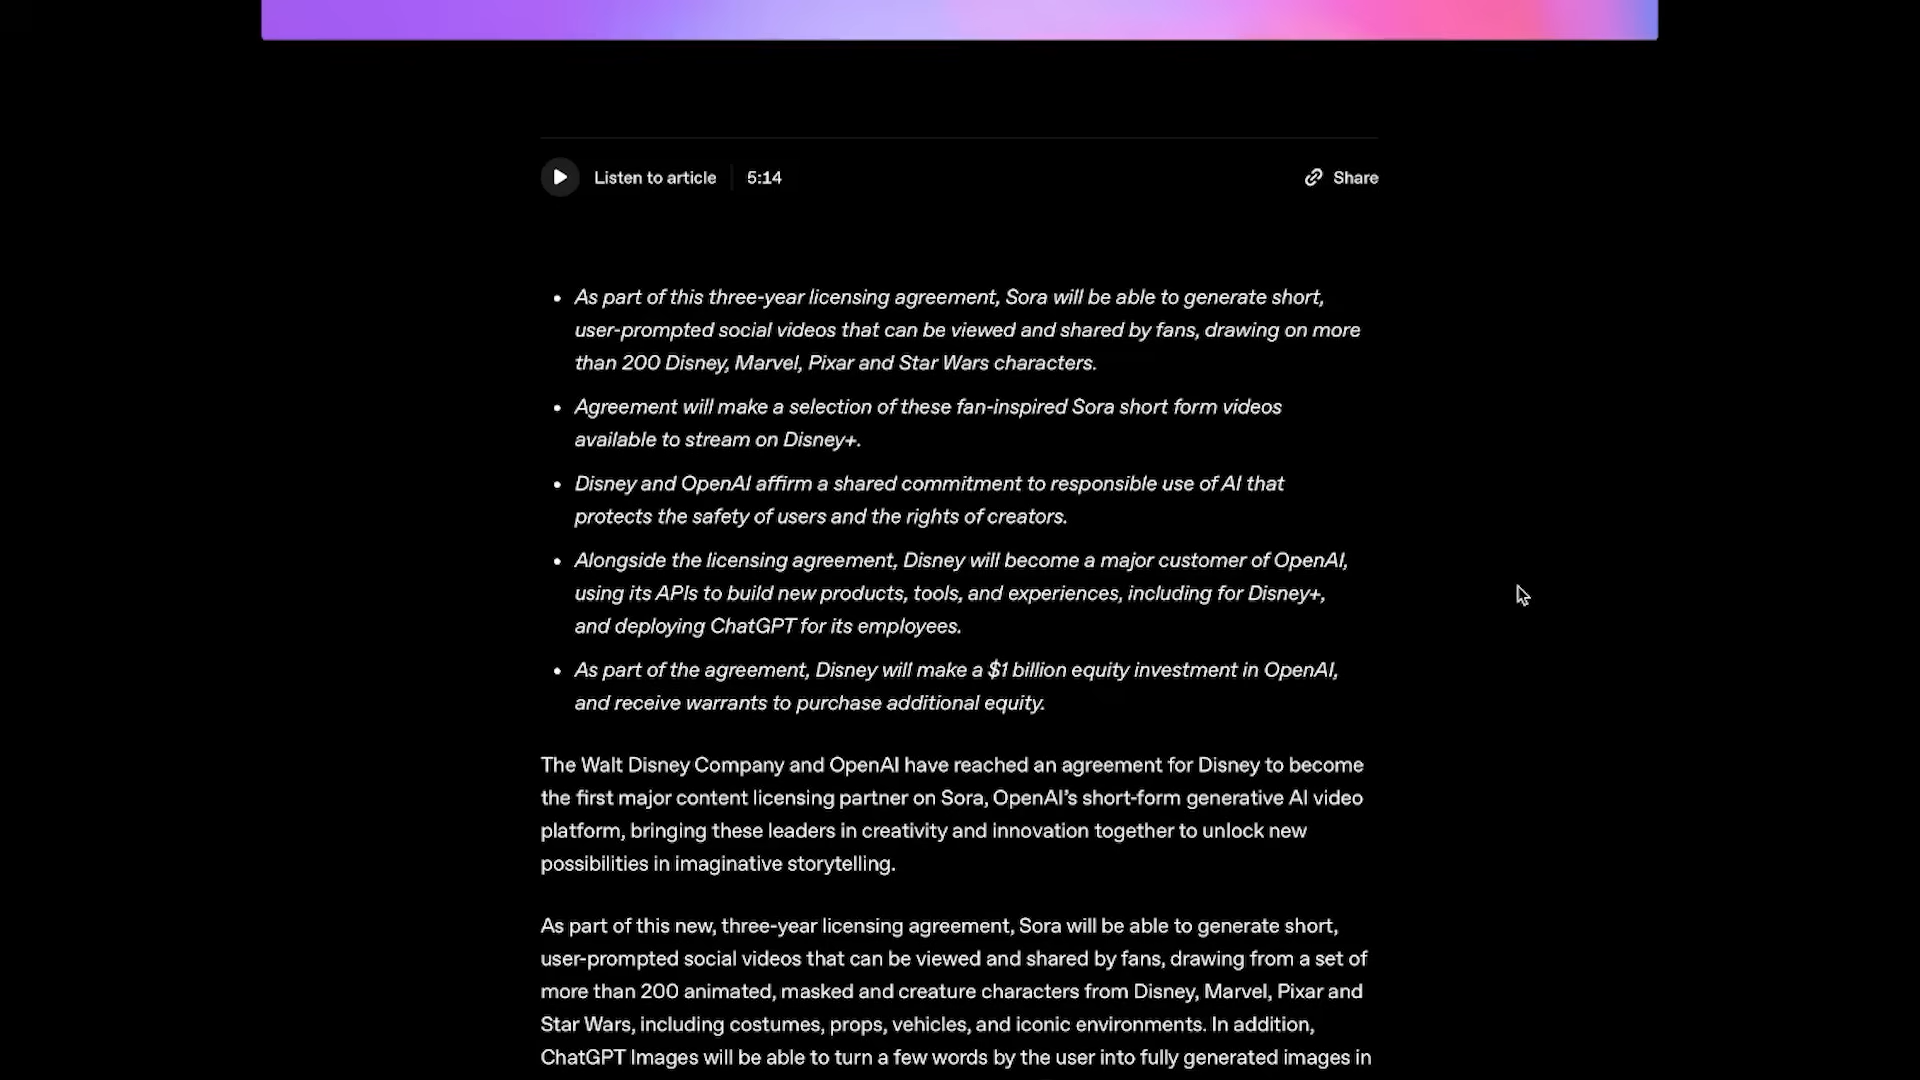 Listen to article 5:14 Share
• As part of this three-year licensing agreement, Sora will be able to generate short,
user-prompted social videos that can be viewed and shared by fans, drawing on more
than 200 Disney, Marvel, Pixar and Star Wars characters.
• Agreement will make a selection of these fan-inspired Sora short form videos
available to stream on Disney+.
• Disney and OpenAI affirm a shared commitment to responsible use of AI that
protects the safety of users and the rights of creators.
• Alongside the licensing agreement, Disney will become a major customer of OpenAI,
using its APIs to build new products, tools, and experiences, including for Disney+,
and deploying ChatGPT for its employees.
• As part of the agreement, Disney will make a $1 billion equity investment in OpenAI,
and receive warrants to purchase additional equity.
The Walt Disney Company and OpenAI have reached an agreement for Disney to become
the first major content licensing partner on Sora, OpenAI’s short-form generative AI video
platform, bringing these leaders in creativity and innovation together to unlock new
possibilities in imaginative storytelling.
As part of this new, three-year licensing agreement, Sora will be able to generate short,
user-prompted social videos that can be viewed and shared by fans, drawing from a set of
more than 200 animated, masked and creature characters from Disney, Marvel, Pixar and
Star Wars, including costumes, props, vehicles, and iconic environments. In addition,
ChatGPT Images will be able to turn a few words by the user into fully generated images in